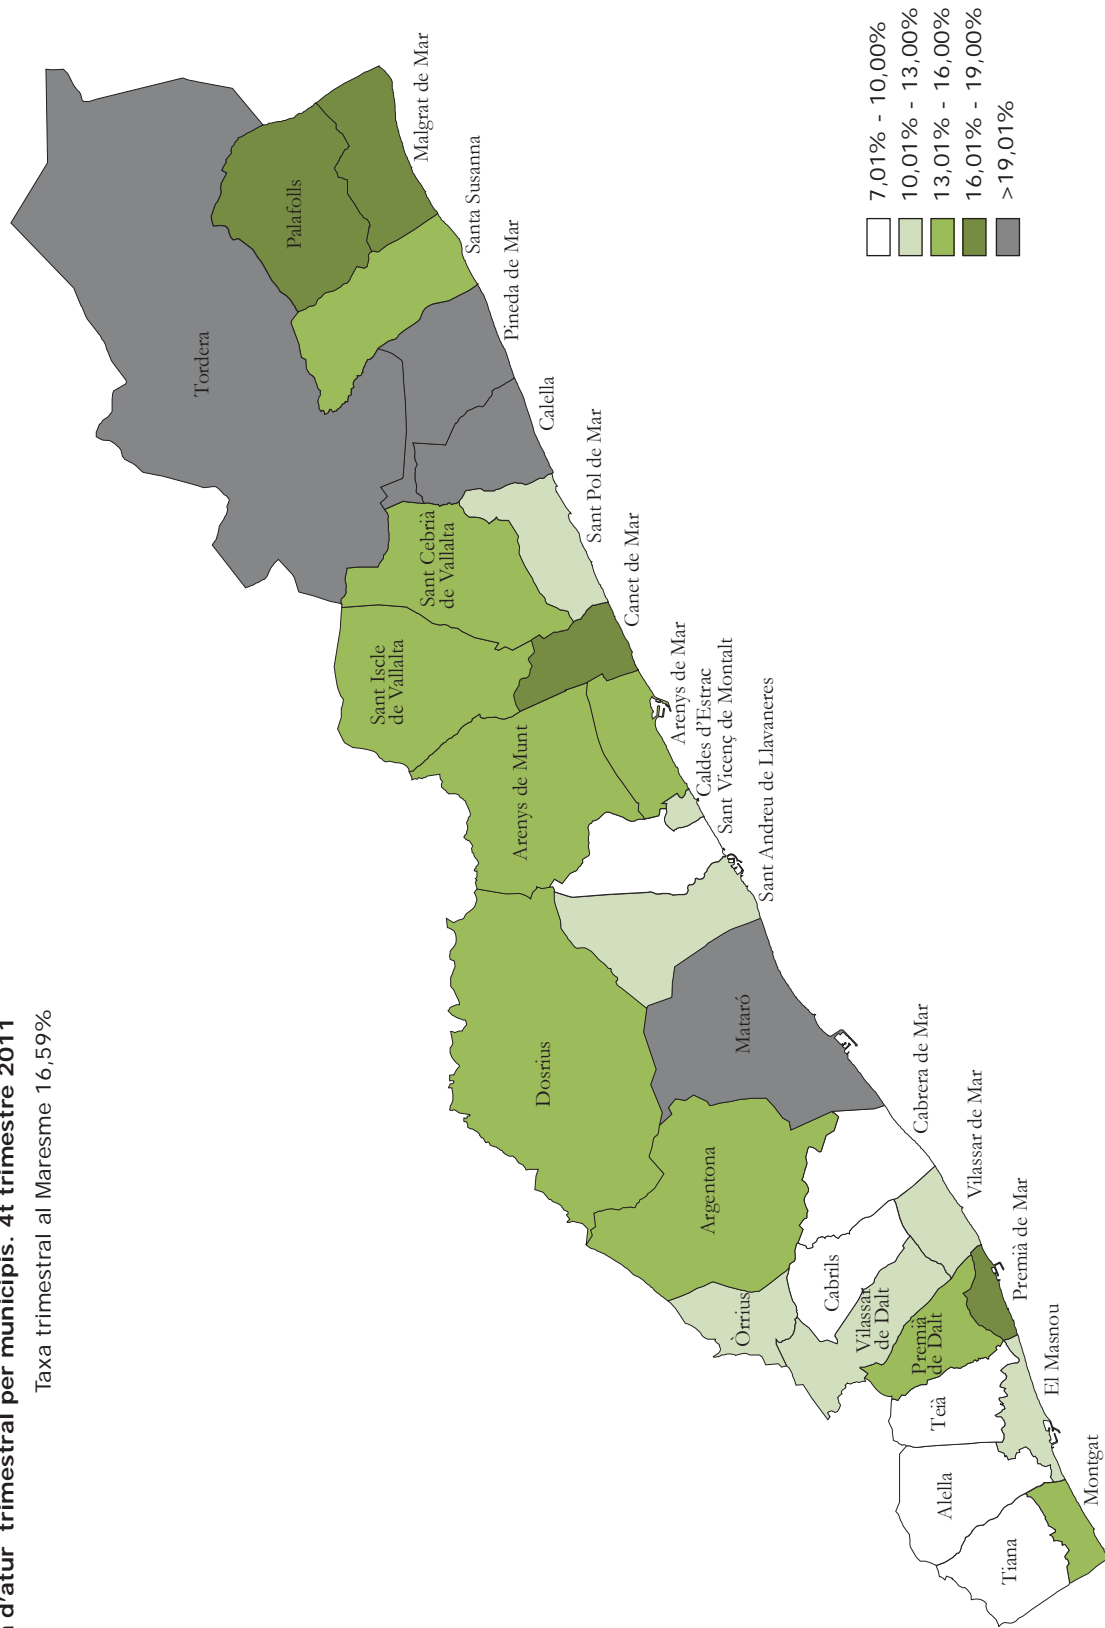 d'atur trimestral per municipis. 4t trimestre 2011
Taxa trimestral al Maresme 16,59%
Tordera
Palafolls
Malgrat de Mar
Santa Susanna
Pineda de Mar
Calella
Sant Pol de Mar
Sant Cebrià
de Vallalta
Canet de Mar
Sant Iscle
de Vallalta
Arenys de Mar
Arenys de Munt
Caldes d'Estrac
Sant Vicenç de Montalt
Sant Andreu de Llavaneres
Dosrius
Mataró
Argentona
Cabrera de Mar
Vilassar de Mar
Cabrils
Òrrius
Vilassar
de Dalt
Premià de Mar
Premià
de Dalt
El Masnou
Teià
Alella
Montgat
Tiana
7,01% - 10,00%
10,01% - 13,00%
13,01% - 16,00%
16,01% - 19,00%
>19,01%